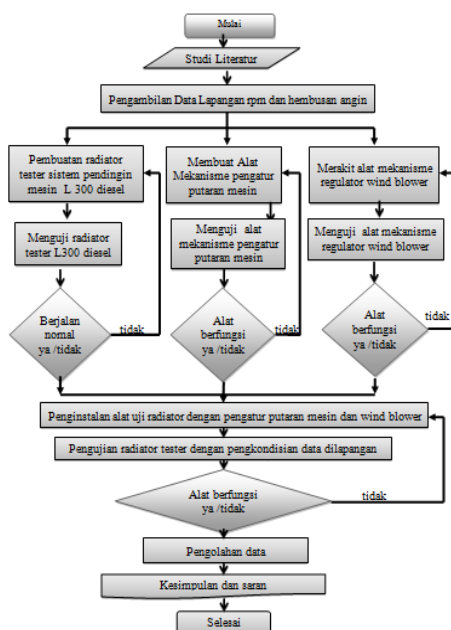 Mulai
Studi Literatur
Pengambilan Data Lapangan rpm dan hembusan angin
Pembuatan radiator
tester sistem pendingin
mesin L 300 diesel
Membuat Alat
Mekanisme pengatur
putaran mesin
Merakit alat mekanisme
regulator wind blower
Menguji radiator
tester L300 diesel
Menguji alat
mekanisme pengatur
putaran mesin
Menguji alat mekanisme
regulator wind blower
Berjalan
normal
ya /tidak
tidak
Alat
berfungsi
ya /tidak
tidak
Alat
berfungsi
ya /tidak
tidak
Penginstalan alat uji radiator dengan pengatur putaran mesin dan wind blower
Pengujian radiator tester dengan pengkondisian data dilapangan
Alat berfungsi
ya /tidak
tidak
Pengolahan data
Kesimpulan dan saran
Selesai